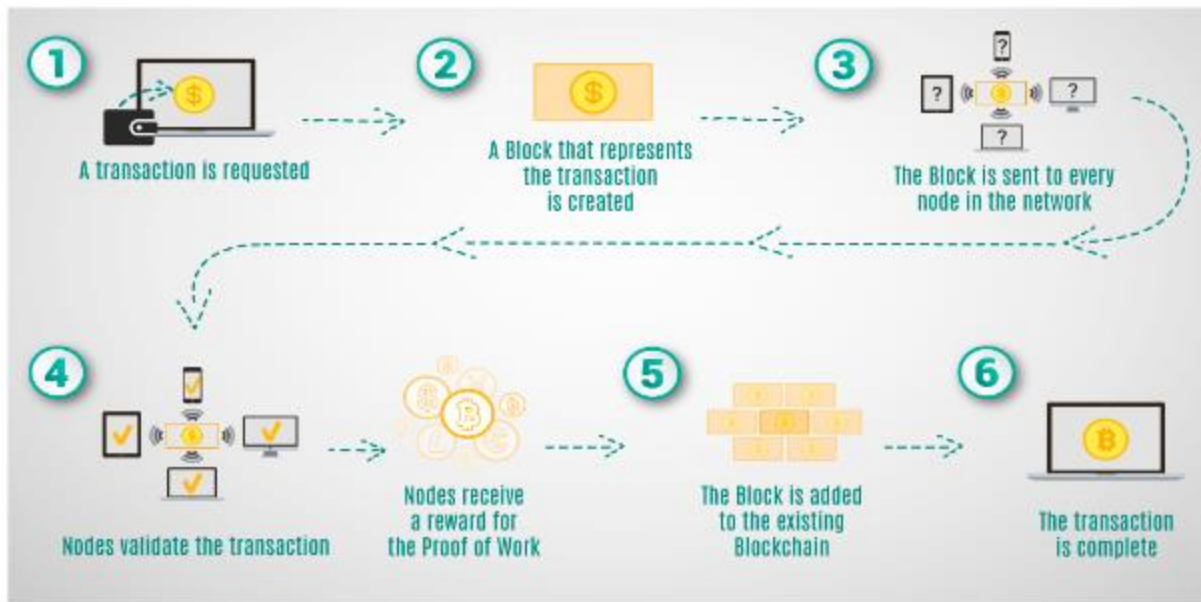 1
A transaction is requested
2
A Block that represents
the transaction
is created
3
The Block is sent to every
node in the network
4
Nodes validate the transaction
Nodes receive
a reward for
the Proof of Work
5
The Block is added
to the existing
Blockchain
6
The transaction
is complete